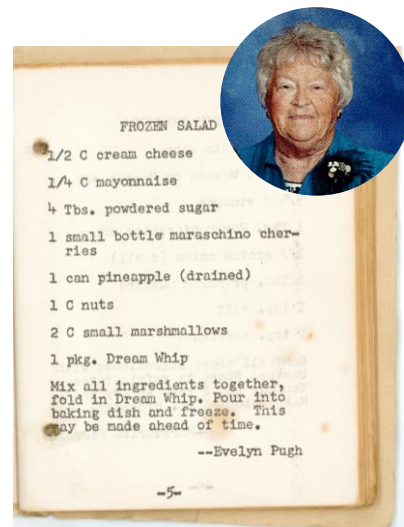 FROZEN SALAD
1/2 C cream cheese
1/4 C mayonnaise
4 Tbs. powdered sugar
1 small bottle maraschino cher-
ries
1 can pineapple (drained)
1 C nuts
2 C small marshmallows
1 pkg. Dream Whip
Mix all ingredients together,
fold in Dream Whip. Pour into
baking dish and freeze. This
may be made ahead of time.
--Evelyn Pugh
-5-